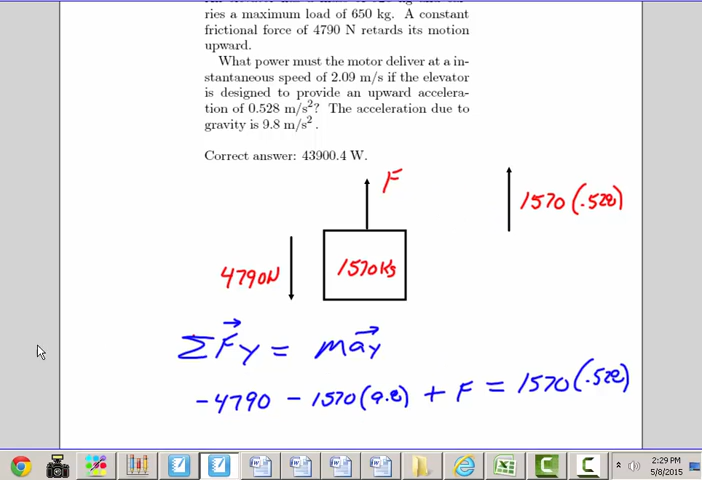 ries a maximum load of 650 kg. A constant
frictional force of 4790 N retards its motion
upward.
What power must the motor deliver at a in-
stantaneous speed of 2.09 m/s if the elevator
is designed to provide an upward accelera-
tion of 0.528 m/s²? The acceleration due to
gravity is 9.8 m/s² .
Correct answer: 43900.4 W.
F
1570(.528)
4790N
1570Kg
ΣF⃗y = ma⃗y
-4790 - 1570(9.8) + F = 1570(.528)
2:29 PM
5/8/2015